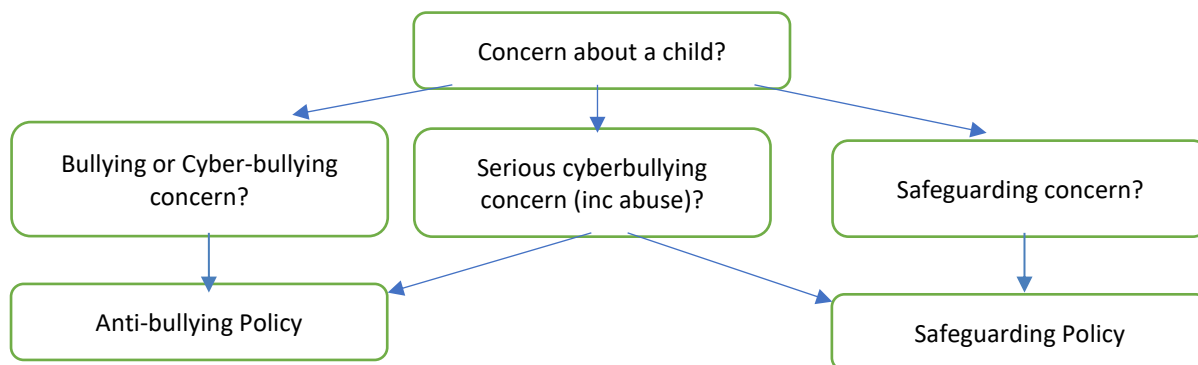 Concern about a child?
Bullying or Cyber-bullying
concern?
Serious cyberbullying
concern (inc abuse)?
Safeguarding concern?
Anti-bullying Policy
Safeguarding Policy